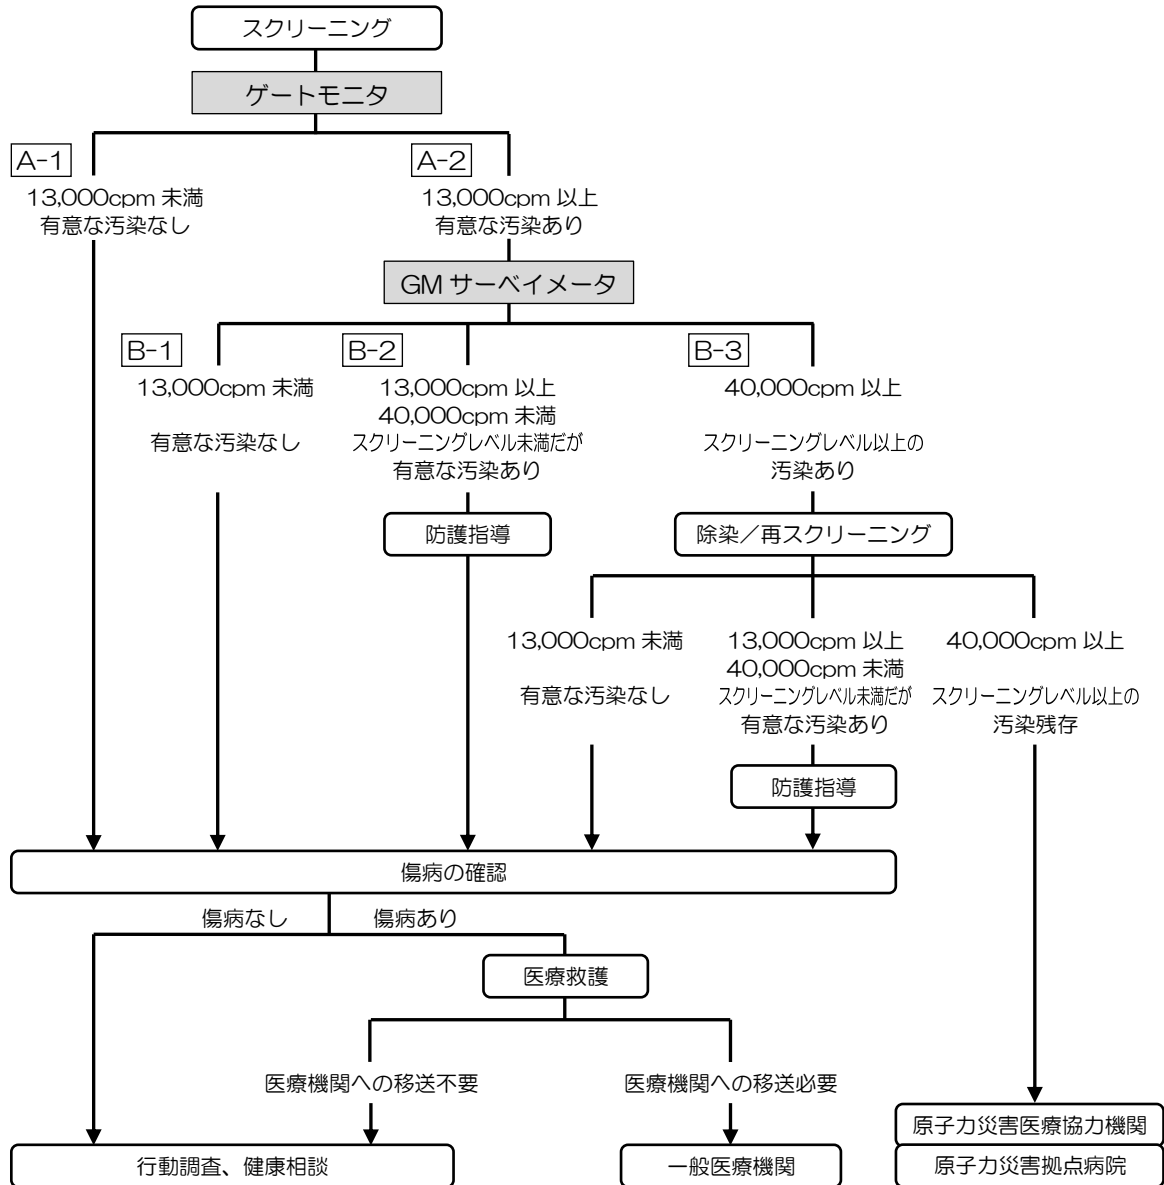 スクリーニング
ゲートモニタ
A-1
13,000cpm 未満
有意な汚染なし
A-2
13,000cpm 以上
有意な汚染あり
GM サーベイメータ
B-1
13,000cpm 未満
有意な汚染なし
B-2
13,000cpm 以上
40,000cpm 未満
スクリーニングレベル未満だが
有意な汚染あり
B-3
40,000cpm 以上
スクリーニングレベル以上の
汚染あり
防護指導
除染／再スクリーニング
13,000cpm 未満
有意な汚染なし
13,000cpm 以上
40,000cpm 未満
スクリーニングレベル未満だが
有意な汚染あり
40,000cpm 以上
スクリーニングレベル以上の
汚染残存
防護指導
傷病の確認
傷病なし
傷病あり
医療救護
医療機関への移送不要
医療機関への移送必要
行動調査、健康相談
一般医療機関
原子力災害医療協力機関
原子力災害拠点病院